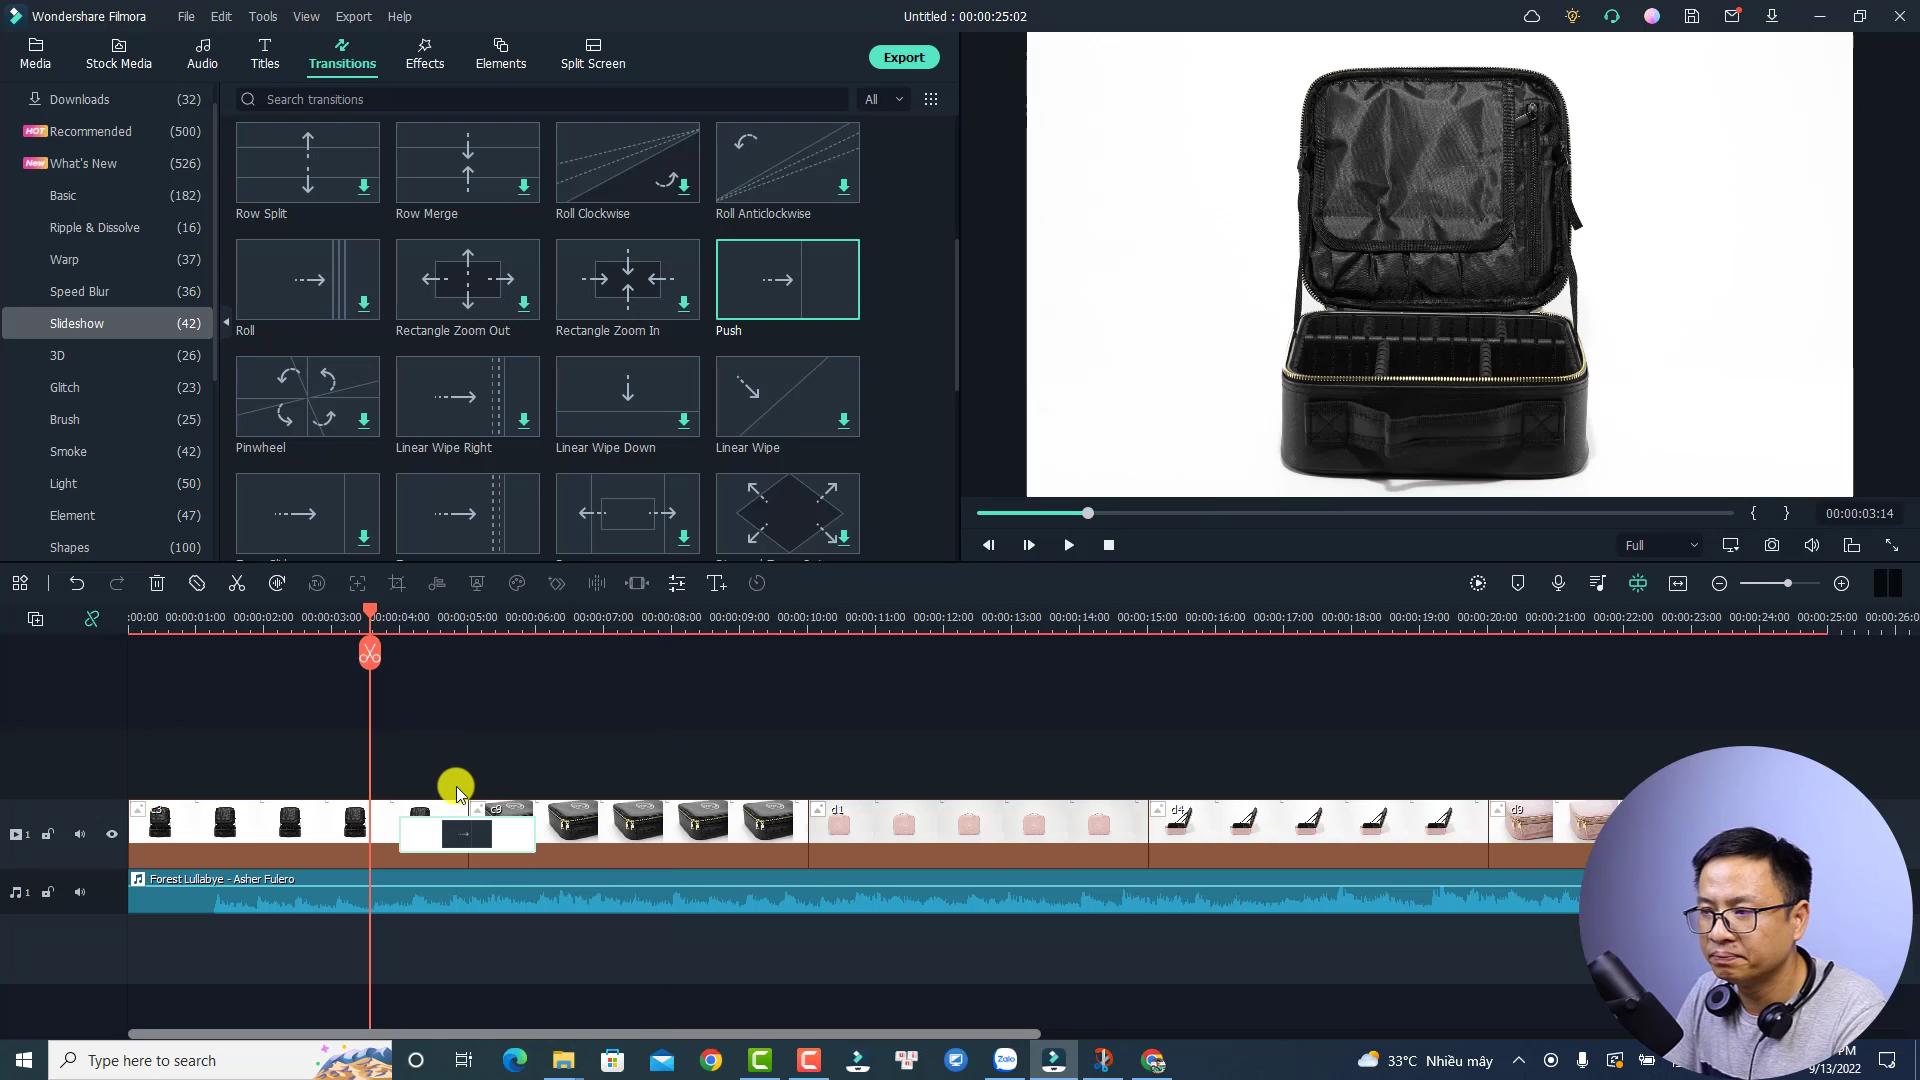 Wondershare Filmora
File Edit Tools View Export Help
Untitled : 00:00:25:02
Media
Stock Media
Audio
Titles
Transitions
Effects
Elements
Split Screen
Export
Downloads (32)
HOT Recommended (500)
New What's New (526)
Basic (182)
Ripple & Dissolve (16)
Warp (37)
Speed Blur (36)
Slideshow (42)
3D (26)
Glitch (23)
Brush (25)
Smoke (42)
Light (50)
Element (47)
Shapes (100)
Search transitions
All
Row Split
Row Merge
Roll Clockwise
Roll Anticlockwise
Roll
Rectangle Zoom Out
Rectangle Zoom In
Push
Pinwheel
Linear Wipe Right
Linear Wipe Down
Linear Wipe
{ } 00:00:03:14
Full
:00:00 00:00:01:00 00:00:02:00 00:00:03:00 00:00:04:00 00:00:05:00 00:00:06:00 00:00:07:00 00:00:08:00 00:00:09:00 00:00:10:00 00:00:11:00 00:00:12:00 00:00:13:00 00:00:14:00 00:00:15:00 00:00:16:00 00:00:17:00 00:00:18:00 00:00:19:00 00:00:20:00 00:00:21:00 00:00:22:00 00:00:23:00 00:00:24:00 00:00:25:00 00:00:26:0
c9
d1
d4
d9
1
1
Forest Lullabye - Asher Fulero
Type here to search
Zalo
33°C Nhiều mây
PM
9/13/2022